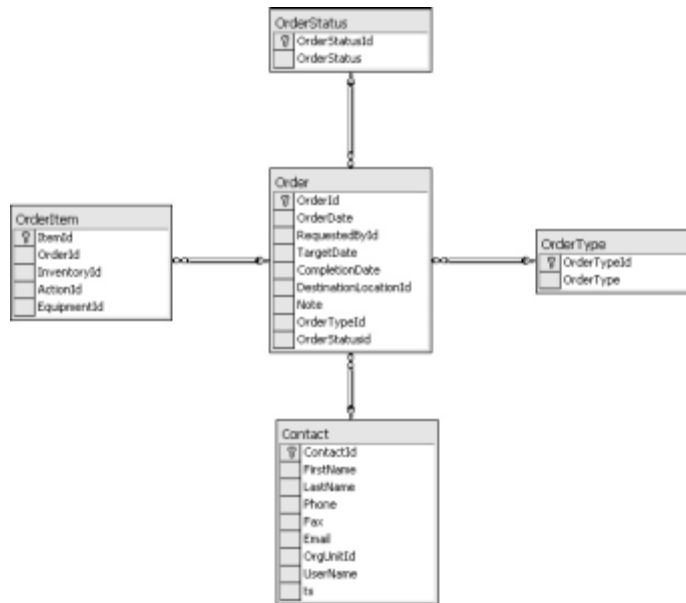 OrderStatus
OrderStatusId
OrderStatus
Order
OrderId
OrderDate
RequestedById
TargetDate
CompletionDate
DestinationLocationId
Note
OrderTypeId
OrderStatusid
OrderItem
ItemId
OrderId
InventoryId
ActionId
EquipmentId
OrderType
OrderTypeId
OrderType
Contact
ContactId
FirstName
LastName
Phone
Fax
Email
OrgUnitId
UserName
ts